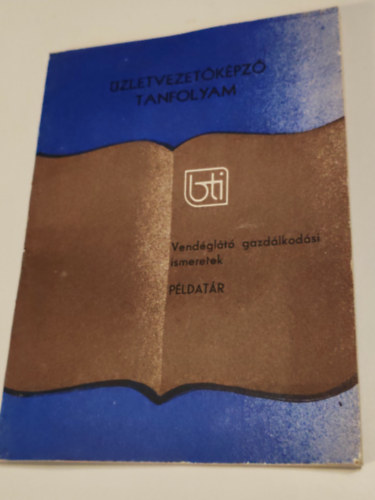 ÜZLETVEZETŐKÉPZŐ
TANFOLYAM
bti
Vendéglátó gazdálkodási
ismeretek
PÉLDATÁR